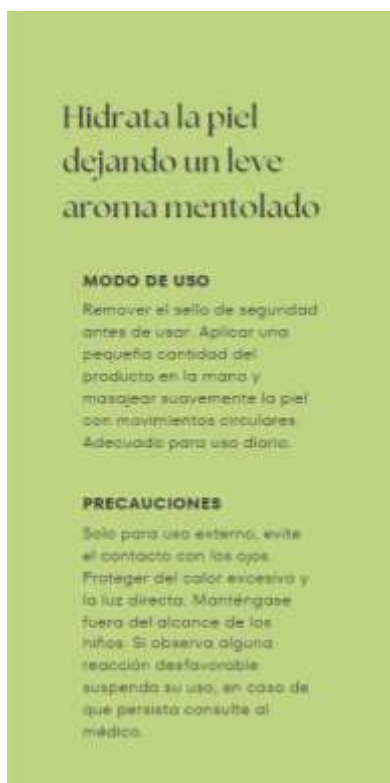 Hidrata la piel
dejando un leve
aroma mentolado
MODO DE USO
Remover el sello de seguridad
antes de usar. Aplicar una
pequeña cantidad del
producto en la mano y
masajear suavemente la piel
con movimientos circulares.
Adecuado para uso diario.
PRECAUCIONES
Solo para uso externo, evite
el contacto con los ojos.
Proteger del calor excesivo y
la luz directa. Manténgase
fuera del alcance de los
niños. Si observa alguna
reacción desfavorable
suspenda su uso, en caso de
que persista consulte al
médico.